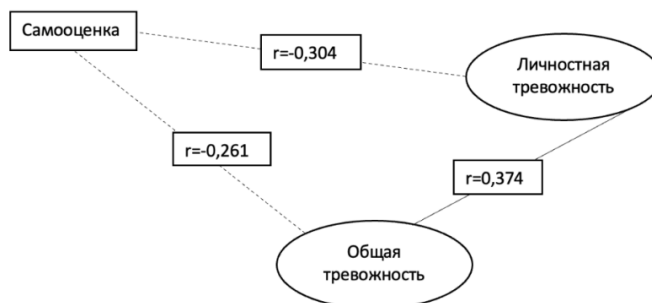 Самооценка
r=-0,304
Личностная
тревожность
r=-0,261
r=0,374
Общая
тревожность